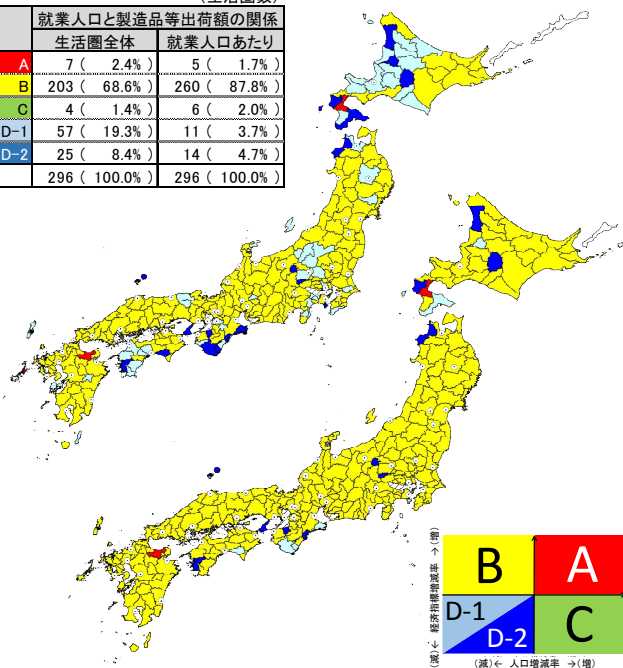 (生活圏数)
就業人口と製造品等出荷額の関係
生活圏全体 就業人口あたり
A 7 ( 2.4% ) 5 ( 1.7% )
B 203 ( 68.6% ) 260 ( 87.8% )
C 4 ( 1.4% ) 6 ( 2.0% )
D-1 57 ( 19.3% ) 11 ( 3.7% )
D-2 25 ( 8.4% ) 14 ( 4.7% )
296 ( 100.0% ) 296 ( 100.0% )
(減)← 経済指標増減率 →(増)
B A
D-1 D-2 C
(減)← 人口増減率 →(増)